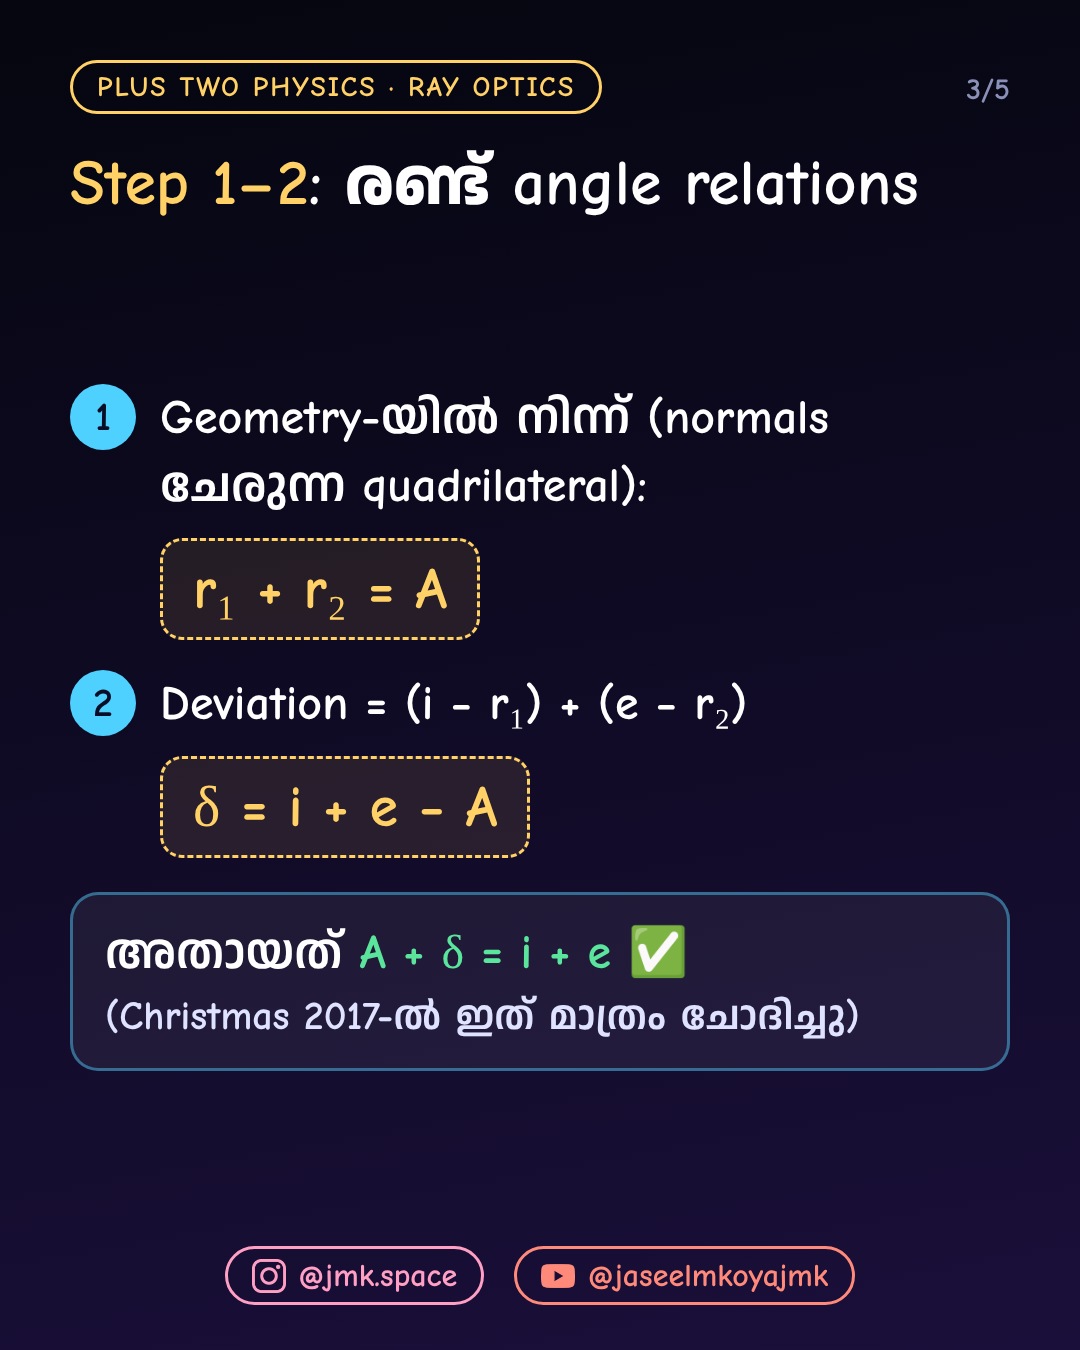 PLUS TWO PHYSICS · RAY OPTICS
3/5
Step 1–2: രണ്ട് angle relations
1 Geometry-യിൽ നിന്ന് (normals
ചേരുന്ന quadrilateral):
r₁ + r₂ = A
2 Deviation = (i − r₁) + (e − r₂)
δ = i + e − A
അതായത് A + δ = i + e ✅
(Christmas 2017-ൽ ഇത് മാത്രം ചോദിച്ചു)
@jmk.space
@jaseelmkoyajmk